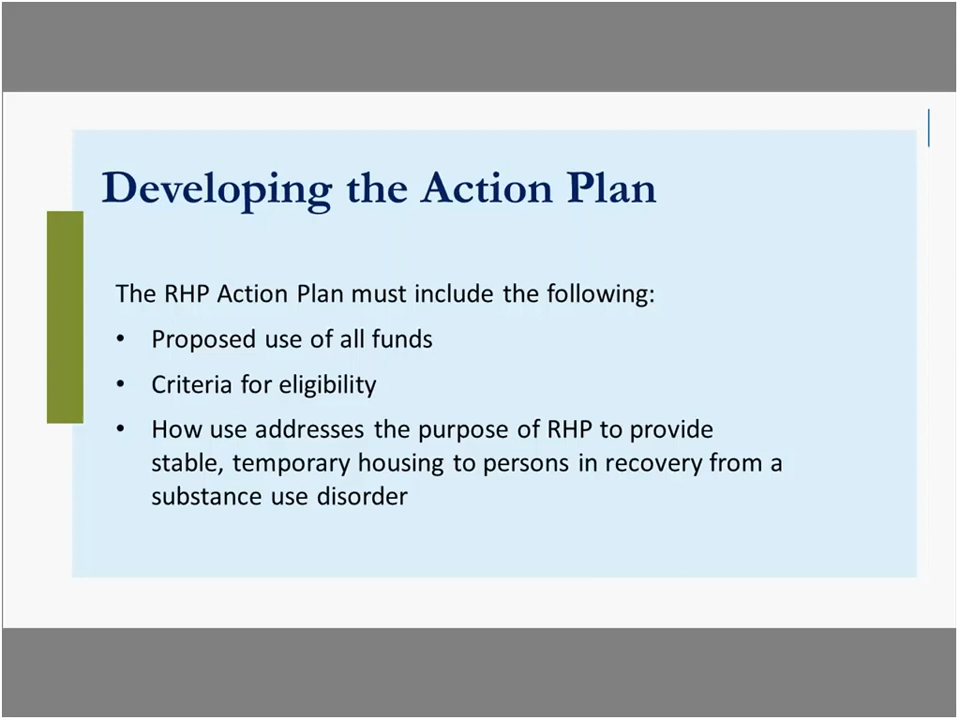 Developing the Action Plan
The RHP Action Plan must include the following:
• Proposed use of all funds
• Criteria for eligibility
• How use addresses the purpose of RHP to provide
stable, temporary housing to persons in recovery from a
substance use disorder